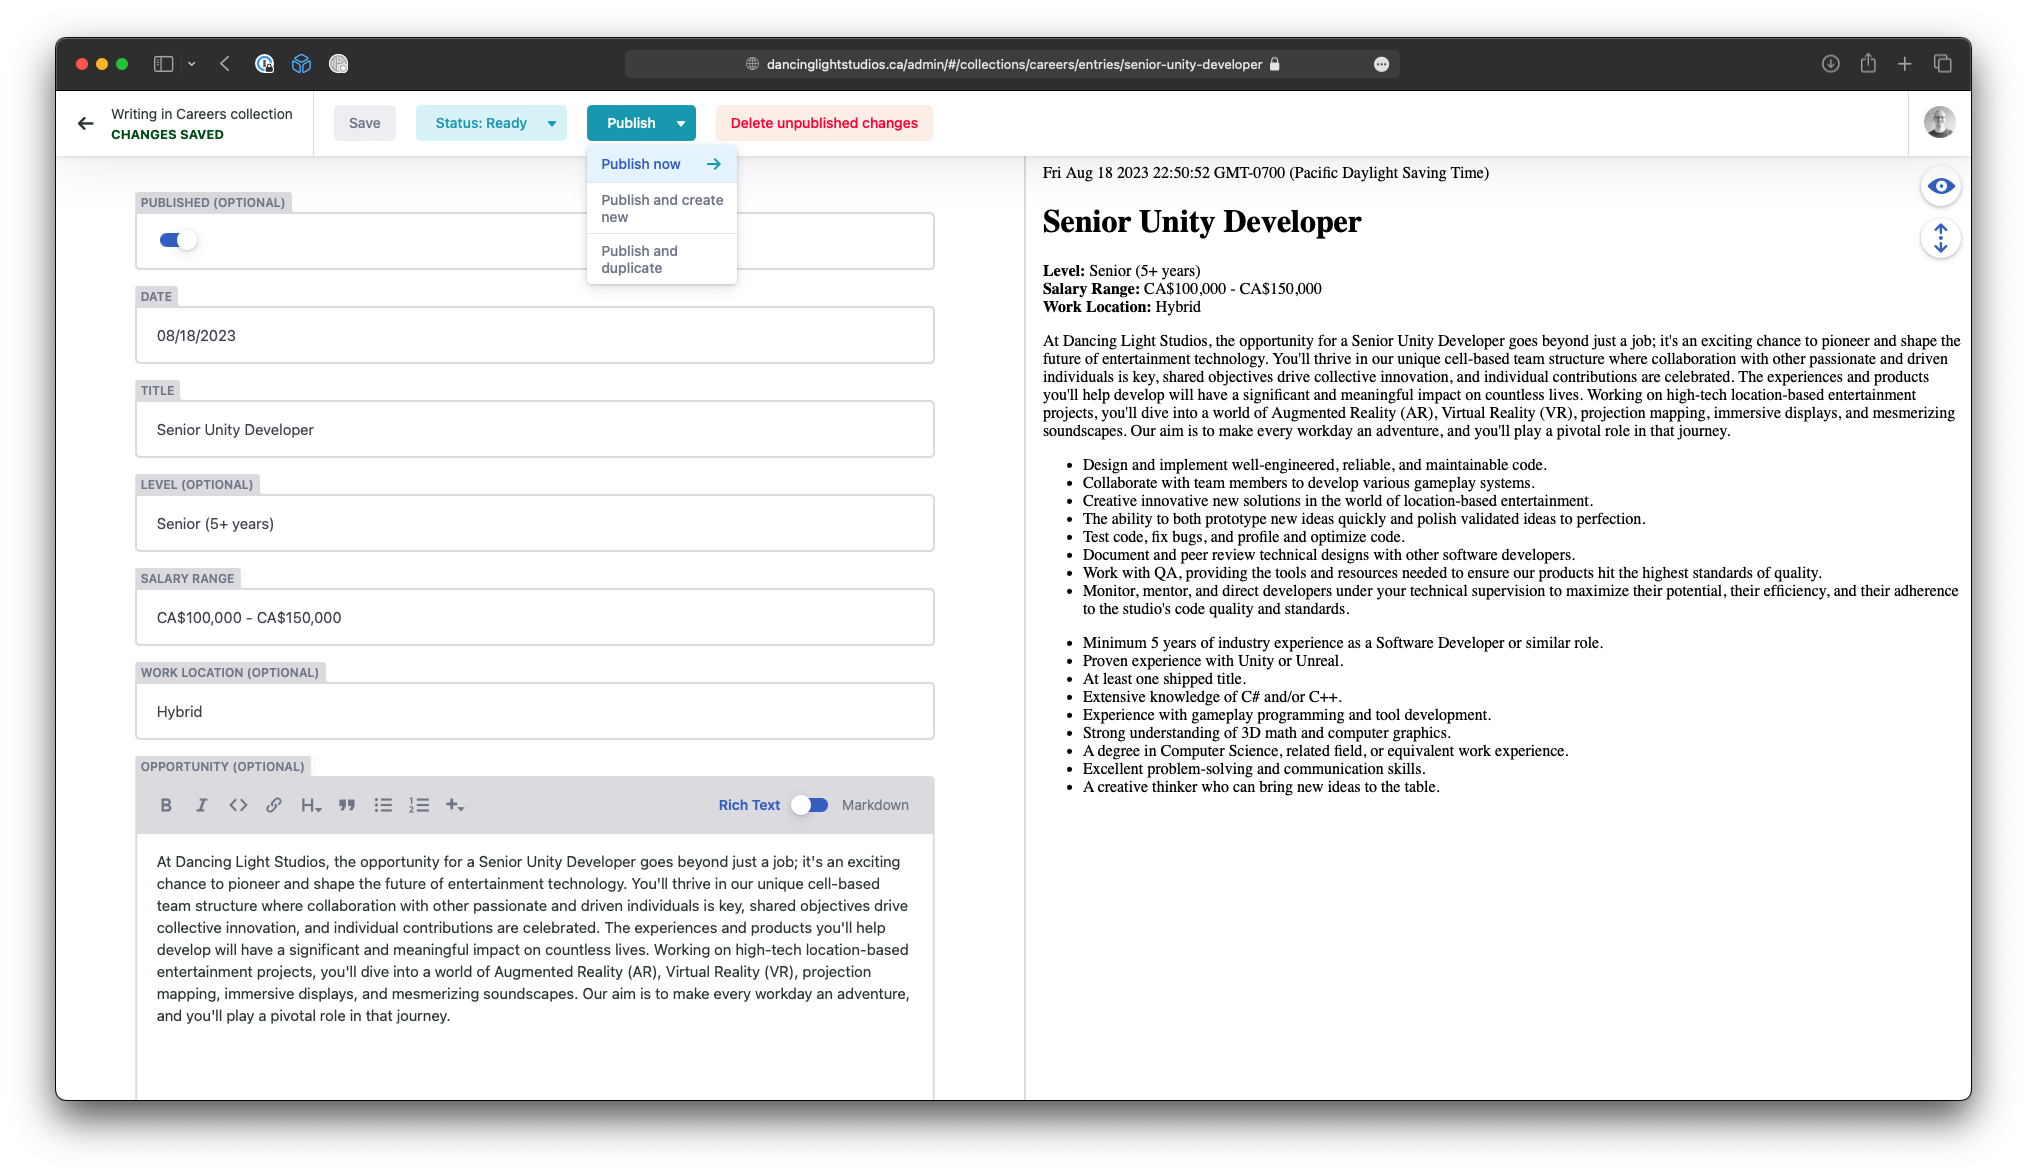 dancinglightstudios.ca/admin/#/collections/careers/entries/senior-unity-developer
Writing in Careers collection
CHANGES SAVED
Save
Status: Ready
Publish
Delete unpublished changes
Publish now
Publish and create
new
Publish and
duplicate
PUBLISHED (OPTIONAL)
DATE
08/18/2023
TITLE
Senior Unity Developer
LEVEL (OPTIONAL)
Senior (5+ years)
SALARY RANGE
CA$100,000 - CA$150,000
WORK LOCATION (OPTIONAL)
Hybrid
OPPORTUNITY (OPTIONAL)
B I <> H
Rich Text
Markdown
At Dancing Light Studios, the opportunity for a Senior Unity Developer goes beyond just a job; it's an exciting
chance to pioneer and shape the future of entertainment technology. You'll thrive in our unique cell-based
team structure where collaboration with other passionate and driven individuals is key, shared objectives drive
collective innovation, and individual contributions are celebrated. The experiences and products you'll help
develop will have a significant and meaningful impact on countless lives. Working on high-tech location-based
entertainment projects, you'll dive into a world of Augmented Reality (AR), Virtual Reality (VR), projection
mapping, immersive displays, and mesmerizing soundscapes. Our aim is to make every workday an adventure,
and you'll play a pivotal role in that journey.
Fri Aug 18 2023 22:50:52 GMT-0700 (Pacific Daylight Saving Time)
Senior Unity Developer
Level: Senior (5+ years)
Salary Range: CA$100,000 - CA$150,000
Work Location: Hybrid
At Dancing Light Studios, the opportunity for a Senior Unity Developer goes beyond just a job; it's an exciting chance to pioneer and shape the
future of entertainment technology. You'll thrive in our unique cell-based team structure where collaboration with other passionate and driven
individuals is key, shared objectives drive collective innovation, and individual contributions are celebrated. The experiences and products
you'll help develop will have a significant and meaningful impact on countless lives. Working on high-tech location-based entertainment
projects, you'll dive into a world of Augmented Reality (AR), Virtual Reality (VR), projection mapping, immersive displays, and mesmerizing
soundscapes. Our aim is to make every workday an adventure, and you'll play a pivotal role in that journey.
• Design and implement well-engineered, reliable, and maintainable code.
• Collaborate with team members to develop various gameplay systems.
• Creative innovative new solutions in the world of location-based entertainment.
• The ability to both prototype new ideas quickly and polish validated ideas to perfection.
• Test code, fix bugs, and profile and optimize code.
• Document and peer review technical designs with other software developers.
• Work with QA, providing the tools and resources needed to ensure our products hit the highest standards of quality.
• Monitor, mentor, and direct developers under your technical supervision to maximize their potential, their efficiency, and their adherence
to the studio's code quality and standards.
• Minimum 5 years of industry experience as a Software Developer or similar role.
• Proven experience with Unity or Unreal.
• At least one shipped title.
• Extensive knowledge of C# and/or C++.
• Experience with gameplay programming and tool development.
• Strong understanding of 3D math and computer graphics.
• A degree in Computer Science, related field, or equivalent work experience.
• Excellent problem-solving and communication skills.
• A creative thinker who can bring new ideas to the table.